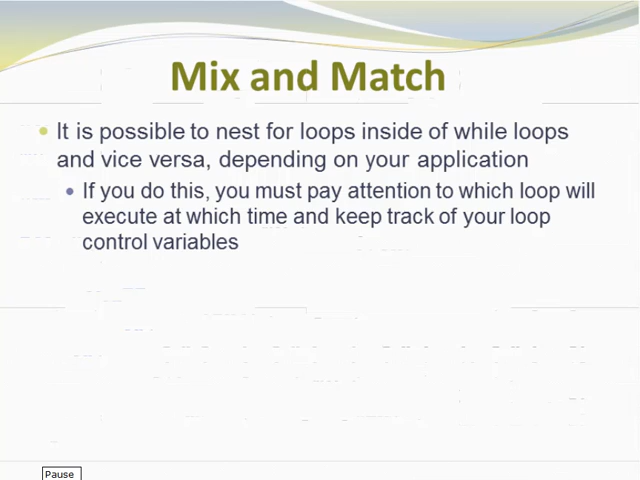 Mix and Match
It is possible to nest for loops inside of while loops
and vice versa, depending on your application
If you do this, you must pay attention to which loop will
execute at which time and keep track of your loop
control variables
Pause